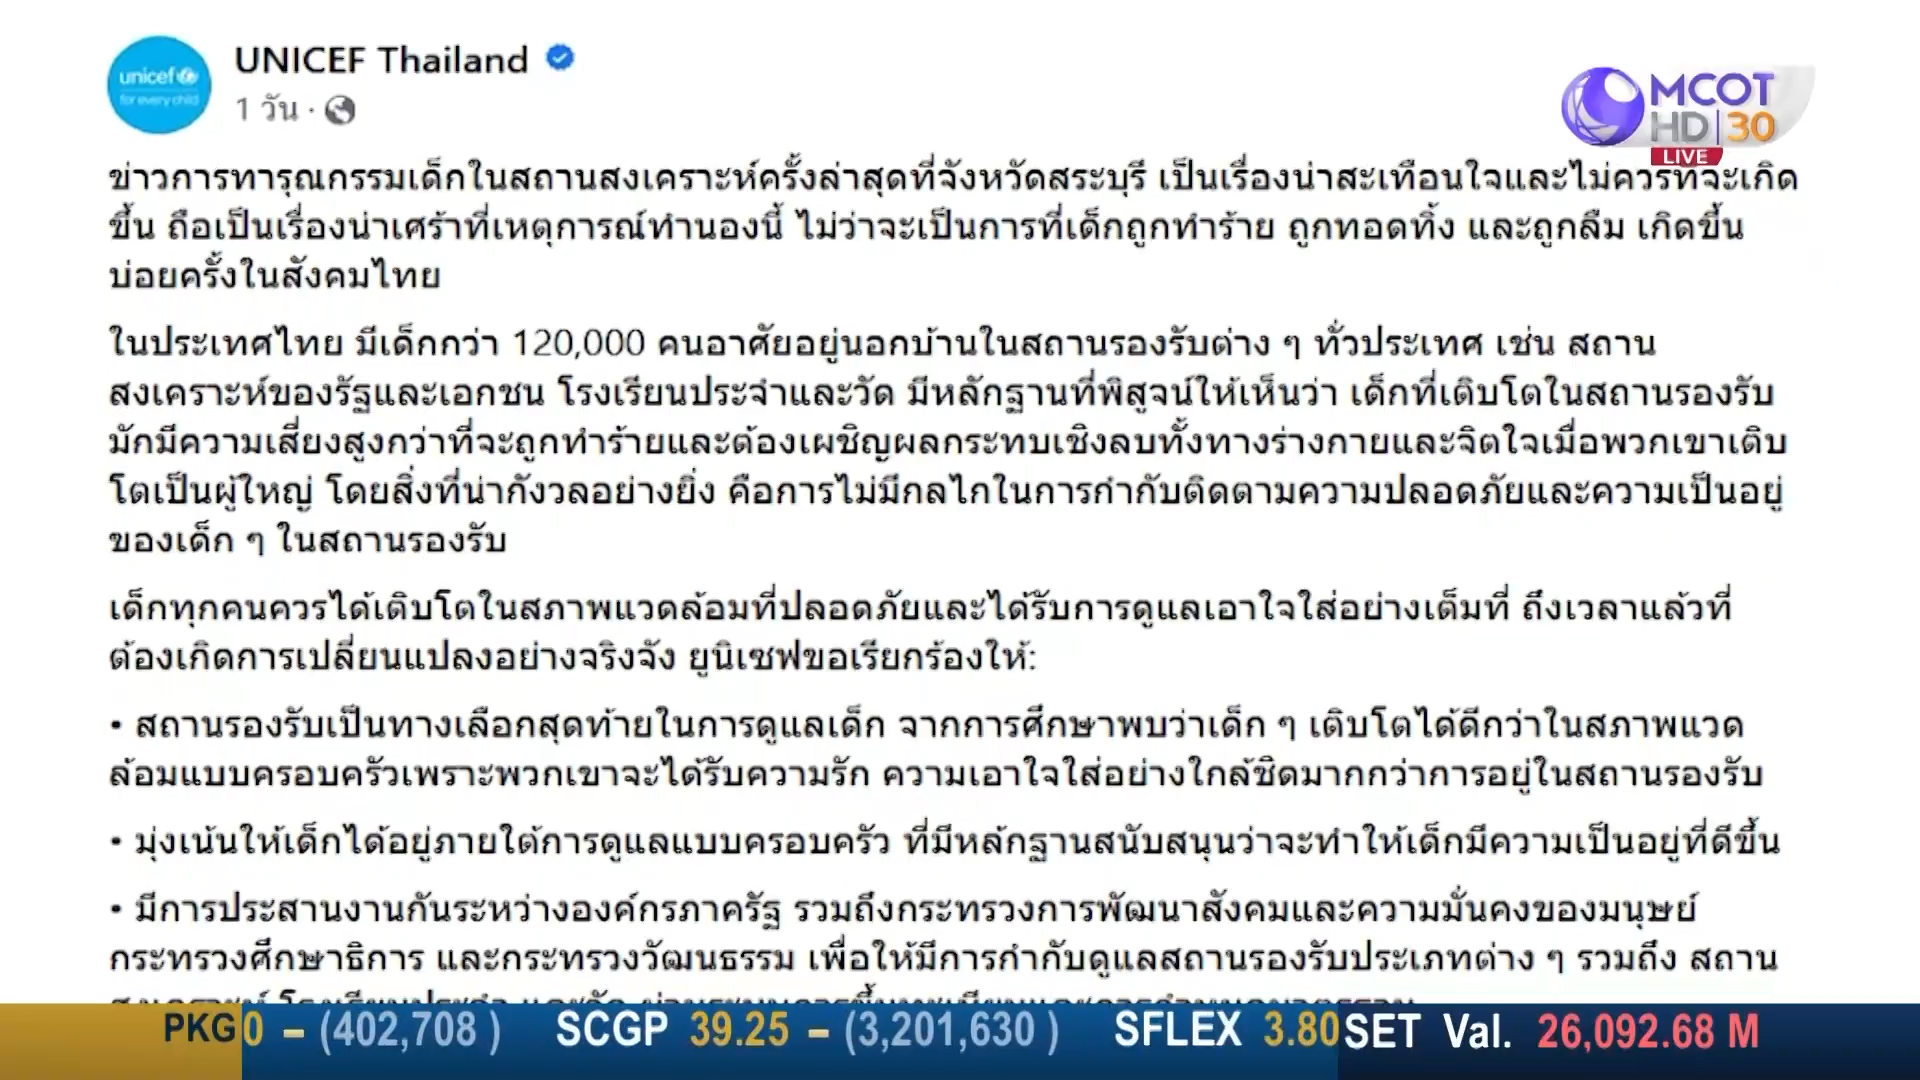 unicef
for every child
UNICEF Thailand
1 วัน ·
MCOT
HD 30
LIVE
ข่าวการทารุณกรรมเด็กในสถานสงเคราะห์ครั้งล่าสุดที่จังหวัดสระบุรี เป็นเรื่องน่าสะเทือนใจและไม่ควรที่จะเกิด
ขึ้น ถือเป็นเรื่องน่าเศร้าที่เหตุการณ์ทำนองนี้ ไม่ว่าจะเป็นการที่เด็กถูกทำร้าย ถูกทอดทิ้ง และถูกลืม เกิดขึ้น
บ่อยครั้งในสังคมไทย
ในประเทศไทย มีเด็กกว่า 120,000 คนอาศัยอยู่นอกบ้านในสถานรองรับต่าง ๆ ทั่วประเทศ เช่น สถาน
สงเคราะห์ของรัฐและเอกชน โรงเรียนประจำและวัด มีหลักฐานที่พิสูจน์ให้เห็นว่า เด็กที่เติบโตในสถานรองรับ
มักมีความเสี่ยงสูงกว่าที่จะถูกทำร้ายและต้องเผชิญผลกระทบเชิงลบทั้งทางร่างกายและจิตใจเมื่อพวกเขาเติบ
โตเป็นผู้ใหญ่ โดยสิ่งที่น่ากังวลอย่างยิ่ง คือการไม่มีกลไกในการกำกับติดตามความปลอดภัยและความเป็นอยู่
ของเด็ก ๆ ในสถานรองรับ
เด็กทุกคนควรได้เติบโตในสภาพแวดล้อมที่ปลอดภัยและได้รับการดูแลเอาใจใส่อย่างเต็มที่ ถึงเวลาแล้วที่
ต้องเกิดการเปลี่ยนแปลงอย่างจริงจัง ยูนิเซฟขอเรียกร้องให้:
• สถานรองรับเป็นทางเลือกสุดท้ายในการดูแลเด็ก จากการศึกษาพบว่าเด็ก ๆ เติบโตได้ดีกว่าในสภาพแวด
ล้อมแบบครอบครัวเพราะพวกเขาจะได้รับความรัก ความเอาใจใส่อย่างใกล้ชิดมากกว่าการอยู่ในสถานรองรับ
• มุ่งเน้นให้เด็กได้อยู่ภายใต้การดูแลแบบครอบครัว ที่มีหลักฐานสนับสนุนว่าจะทำให้เด็กมีความเป็นอยู่ที่ดีขึ้น
• มีการประสานงานกันระหว่างองค์กรภาครัฐ รวมถึงกระทรวงการพัฒนาสังคมและความมั่นคงของมนุษย์
กระทรวงศึกษาธิการ และกระทรวงวัฒนธรรม เพื่อให้มีการกำกับดูแลสถานรองรับประเภทต่าง ๆ รวมถึง สถาน
PKG 0 – (402,708 ) SCGP 39.25 – (3,201,630 ) SFLEX 3.80 SET Val. 26,092.68 M